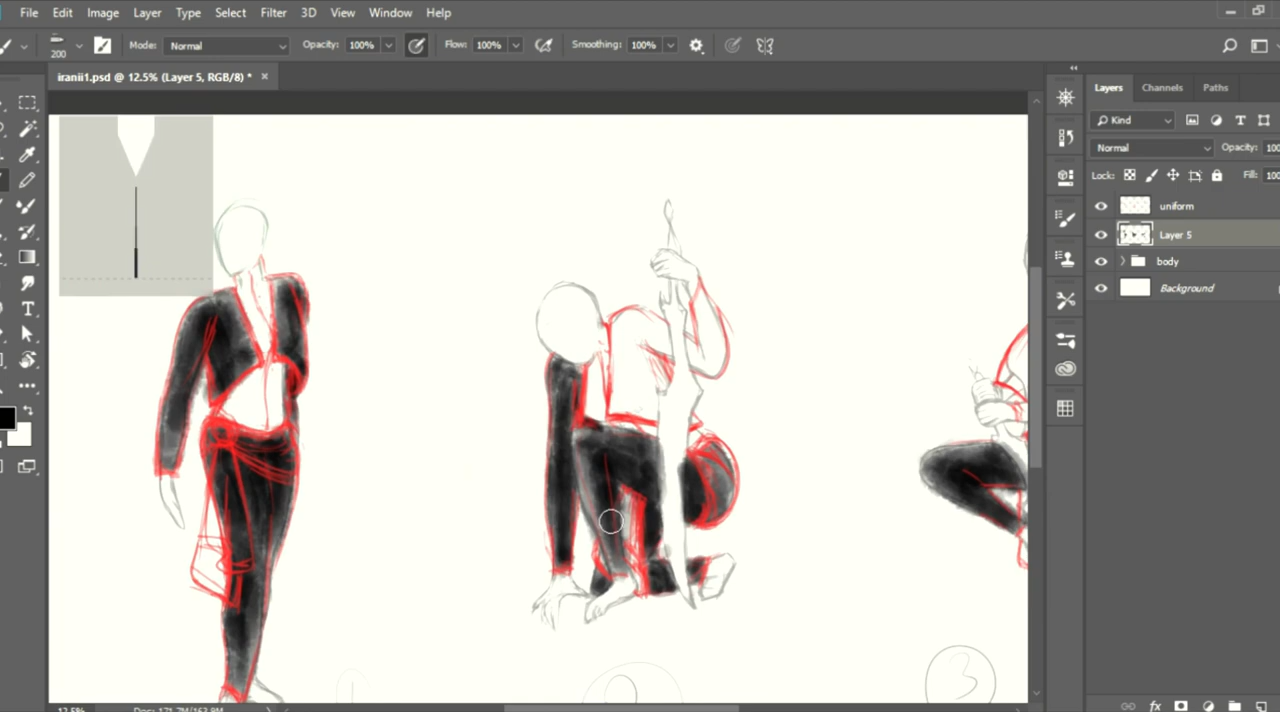 File Edit Image Layer Type Select Filter 3D View Window Help
200 Mode: Normal Opacity: 100% Flow: 100% Smoothing: 100%
iranii1.psd @ 12.5% (Layer 5, RGB/8) *
Layers Channels Paths
Kind
Normal Opacity: 100
Lock: Fill: 100
uniform
Layer 5
body
Background
3